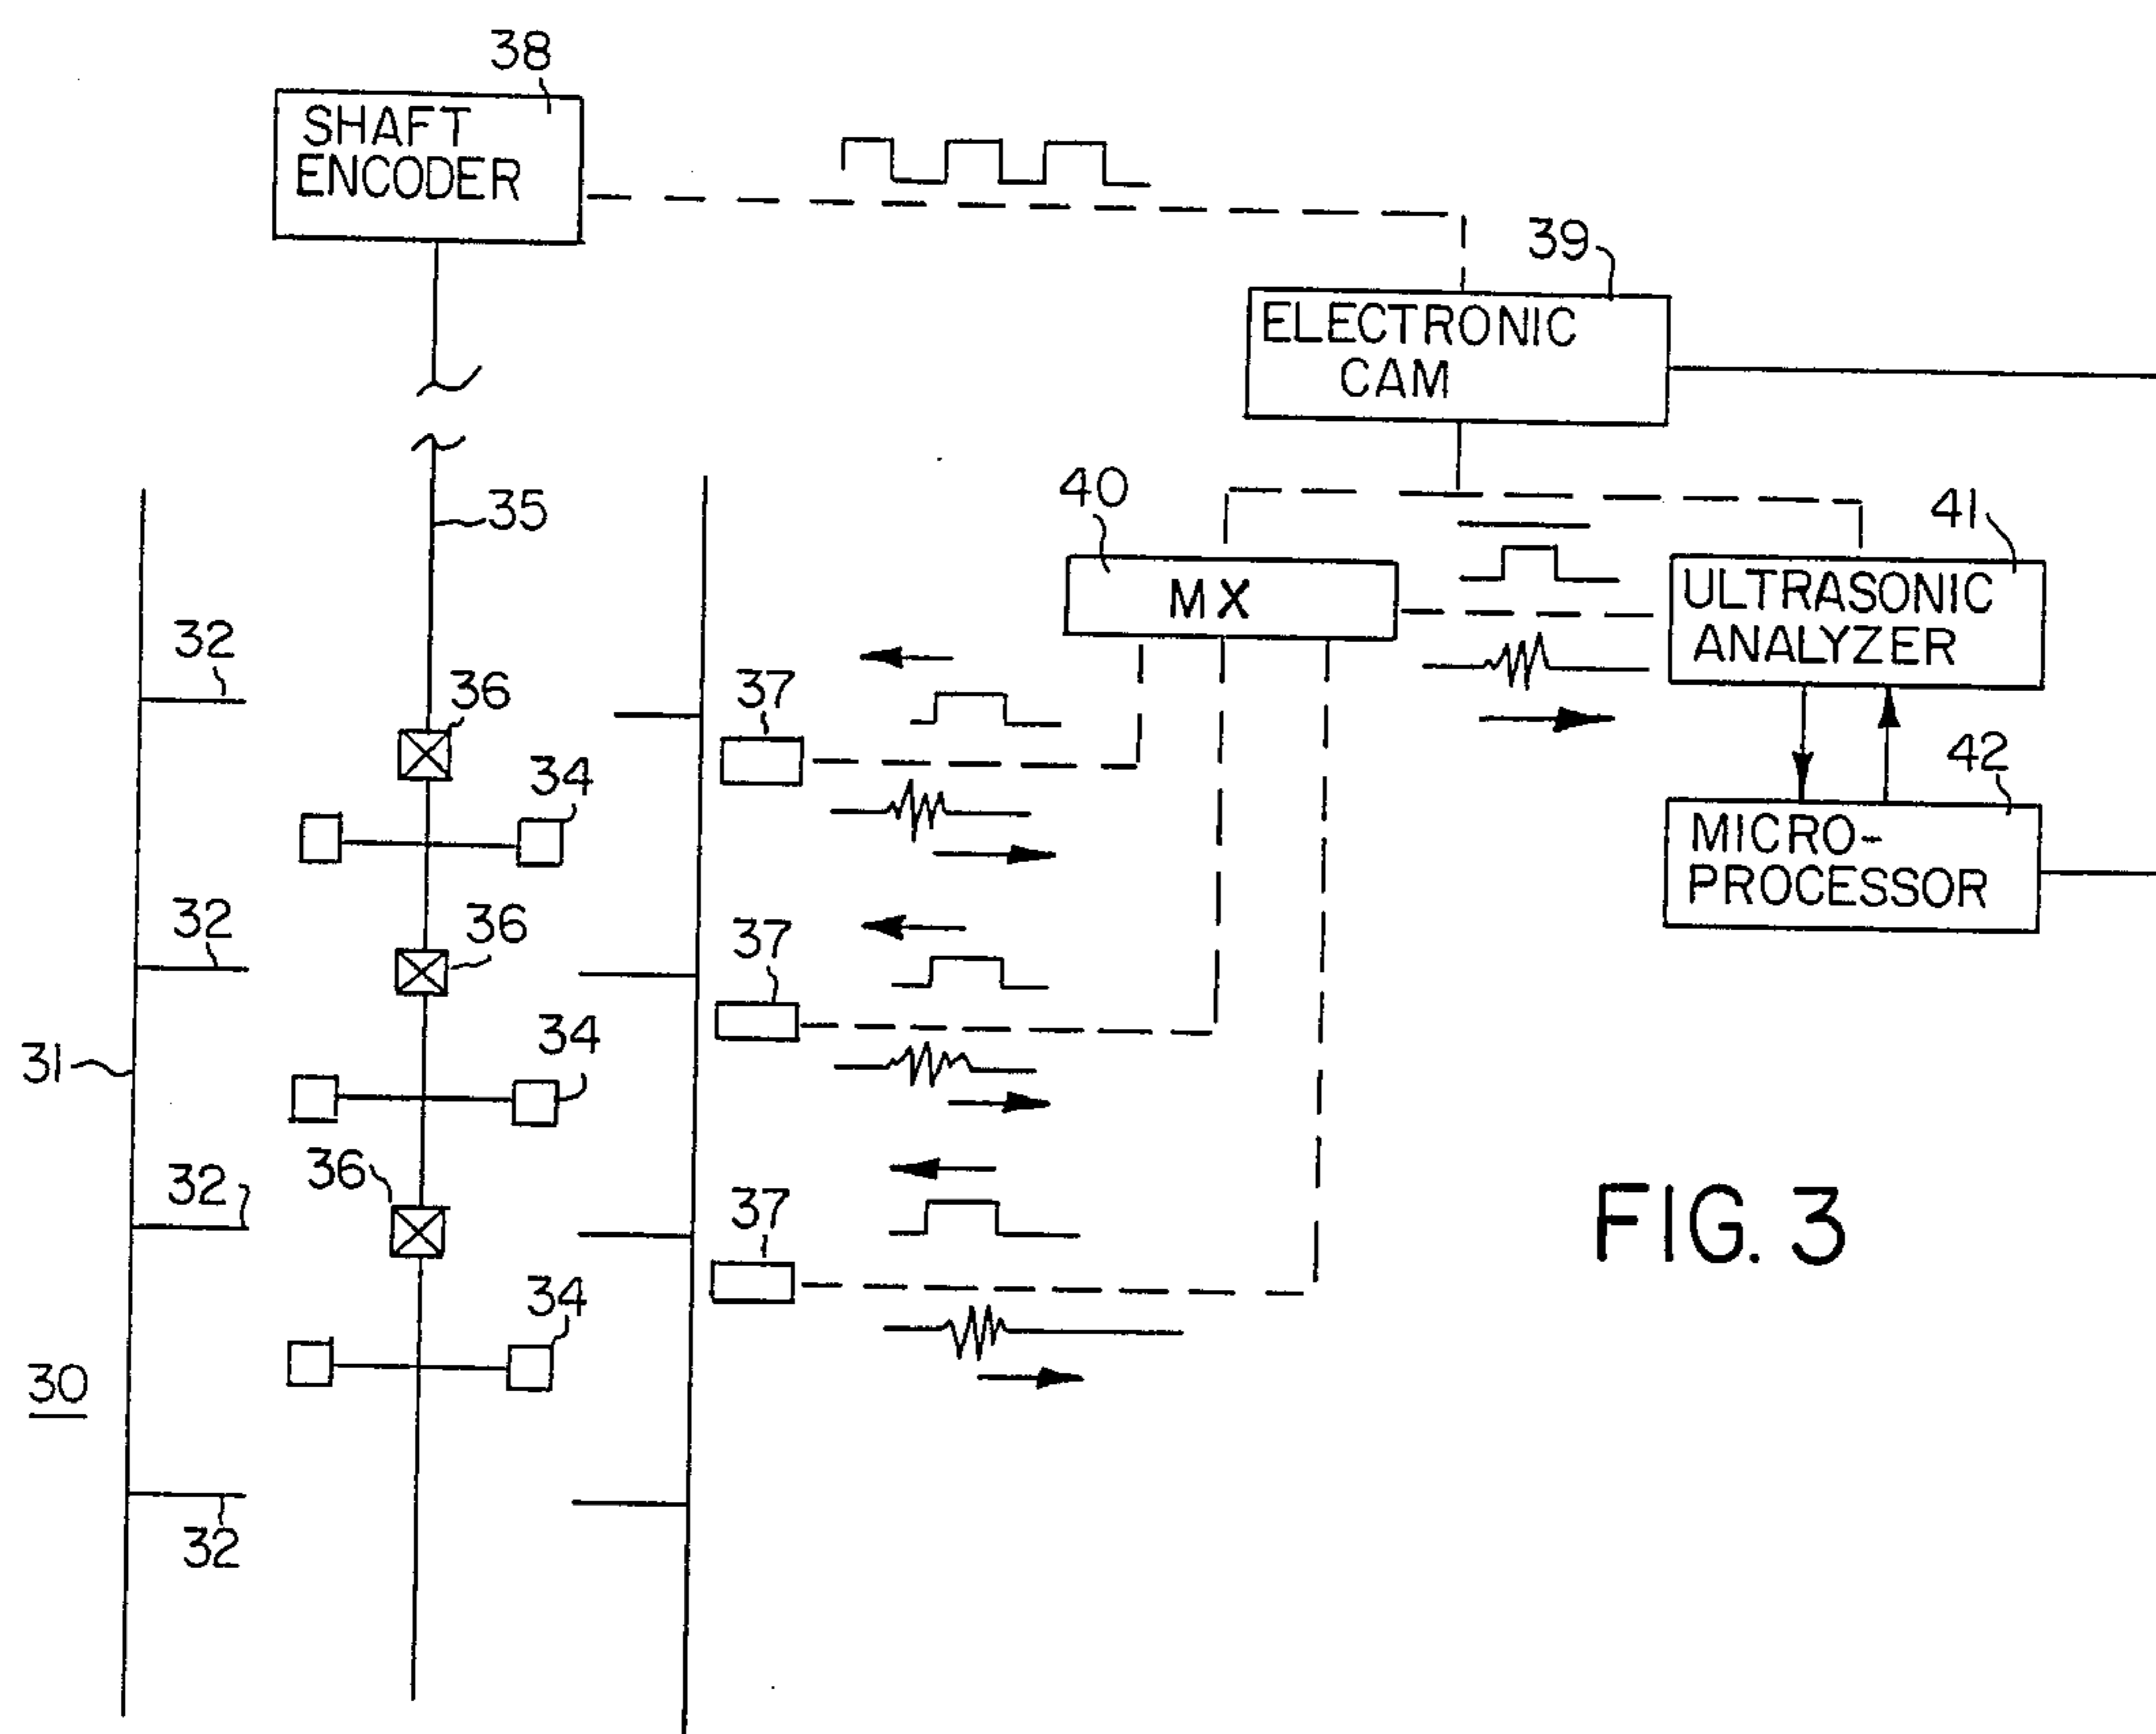 38
SHAFT
ENCODER
39
ELECTRONIC
CAM
40
41
35
MX
ULTRASONIC
ANALYZER
32
36
37
34
42
MICRO-
PROCESSOR
32
36
37
31
34
32
36
37
FIG. 3
34
30
32